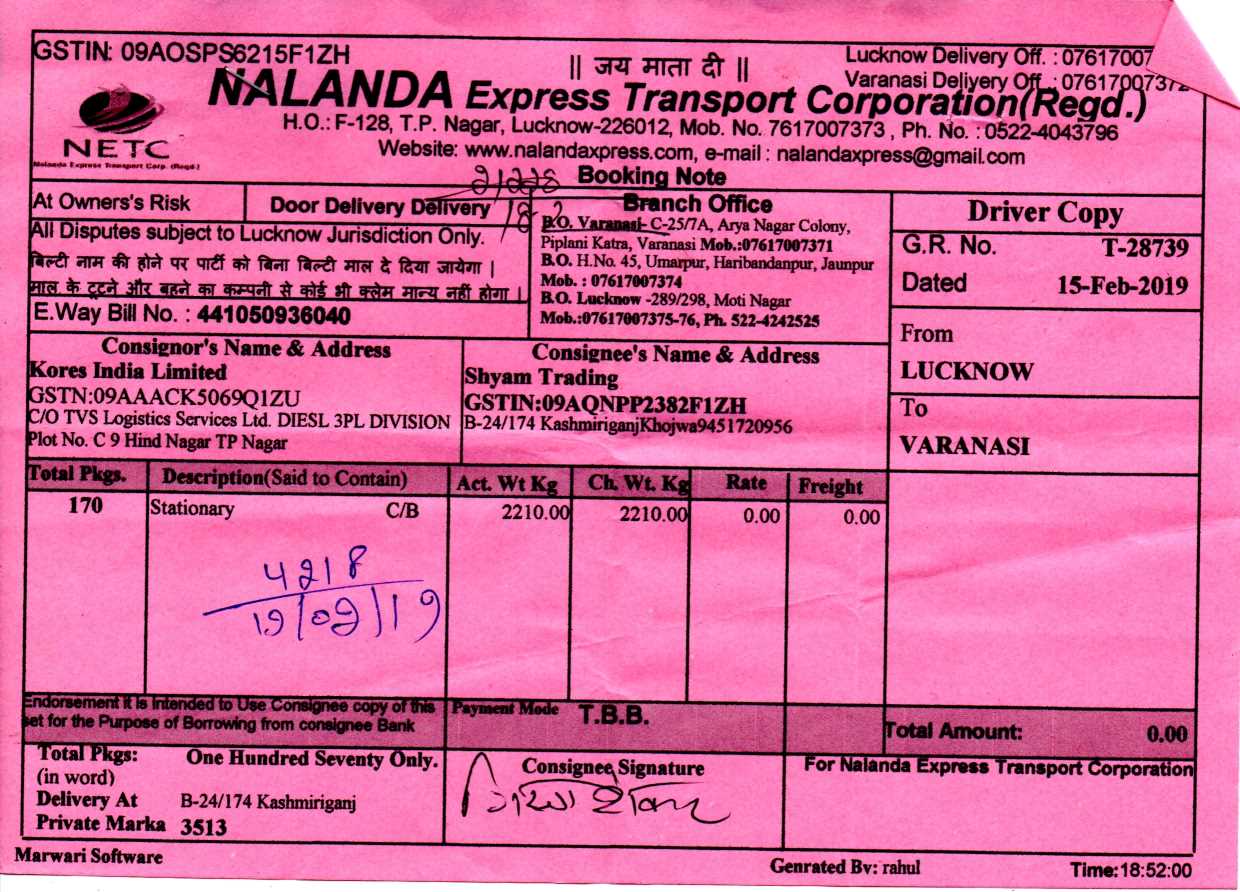 GSTIN: 09AOSPS6215F1ZH
|| जय माता दी ||
Lucknow Delivery Off. : 07617007
Varanasi Delivery Off. : 07617007372
NALANDA Express Transport Corporation(Regd.)
H.O.: F-128, T.P. Nagar, Lucknow-226012, Mob. No. 7617007373 , Ph. No. : 0522-4043796
Website: www.nalandaxpress.com, e-mail : nalandaxpress@gmail.com
NETC
Nalanda Express Transport Corp. (Regd.)
Booking Note
At Owners's Risk
Door Delivery Delivery
All Disputes subject to Lucknow Jurisdiction Only.
बिल्टी नाम की होने पर पार्टी को बिना बिल्टी माल दे दिया जायेगा |
माल के टूटने और बहने का कम्पनी से कोई भी क्लेम मान्य नहीं होगा |
E.Way Bill No. : 441050936040
Branch Office
B.O. Varanasi- C-25/7A, Arya Nagar Colony,
Piplani Katra, Varanasi Mob.:07617007371
B.O. H.No. 45, Umarpur, Haribandanpur, Jaunpur
Mob. : 07617007374
B.O. Lucknow -289/298, Moti Nagar
Mob.:07617007375-76, Ph. 522-4242525
Driver Copy
G.R. No. T-28739
Dated 15-Feb-2019
From
LUCKNOW
To
VARANASI
Consignor's Name & Address
Kores India Limited
GSTN:09AAACK5069Q1ZU
C/O TVS Logistics Services Ltd. DIESL 3PL DIVISION
Plot No. C 9 Hind Nagar TP Nagar
Consignee's Name & Address
Shyam Trading
GSTIN:09AQNPP2382F1ZH
B-24/174 KashmiriganjKhojwa9451720956
Total Pkgs. Description(Said to Contain) Act. Wt Kg Ch. Wt. Kg Rate Freight
170 Stationary C/B 2210.00 2210.00 0.00 0.00
4218
19/02/19
Endorsement it is Intended to Use Consignee copy of this
set for the Purpose of Borrowing from consignee Bank
Payment Mode T.B.B.
Total Amount: 0.00
Total Pkgs: One Hundred Seventy Only.
(in word)
Delivery At B-24/174 Kashmiriganj
Private Marka 3513
Consignee Signature
For Nalanda Express Transport Corporation
Marwari Software
Genrated By: rahul
Time:18:52:00